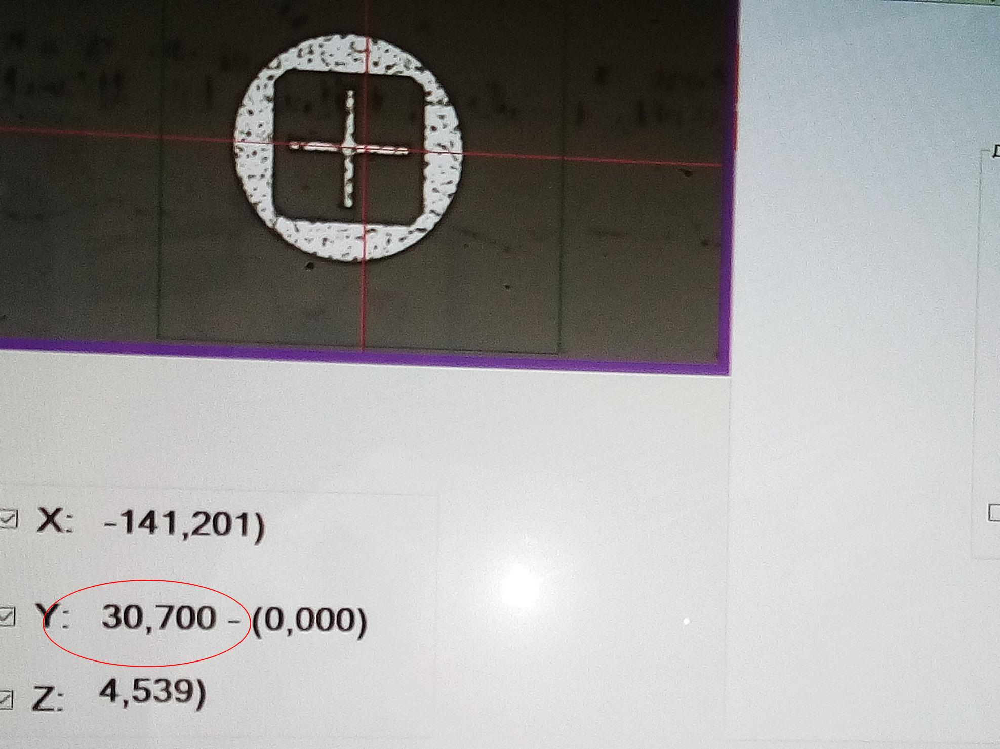 X: -141,201)
Y: 30,700 - (0,000)
Z: 4,539)